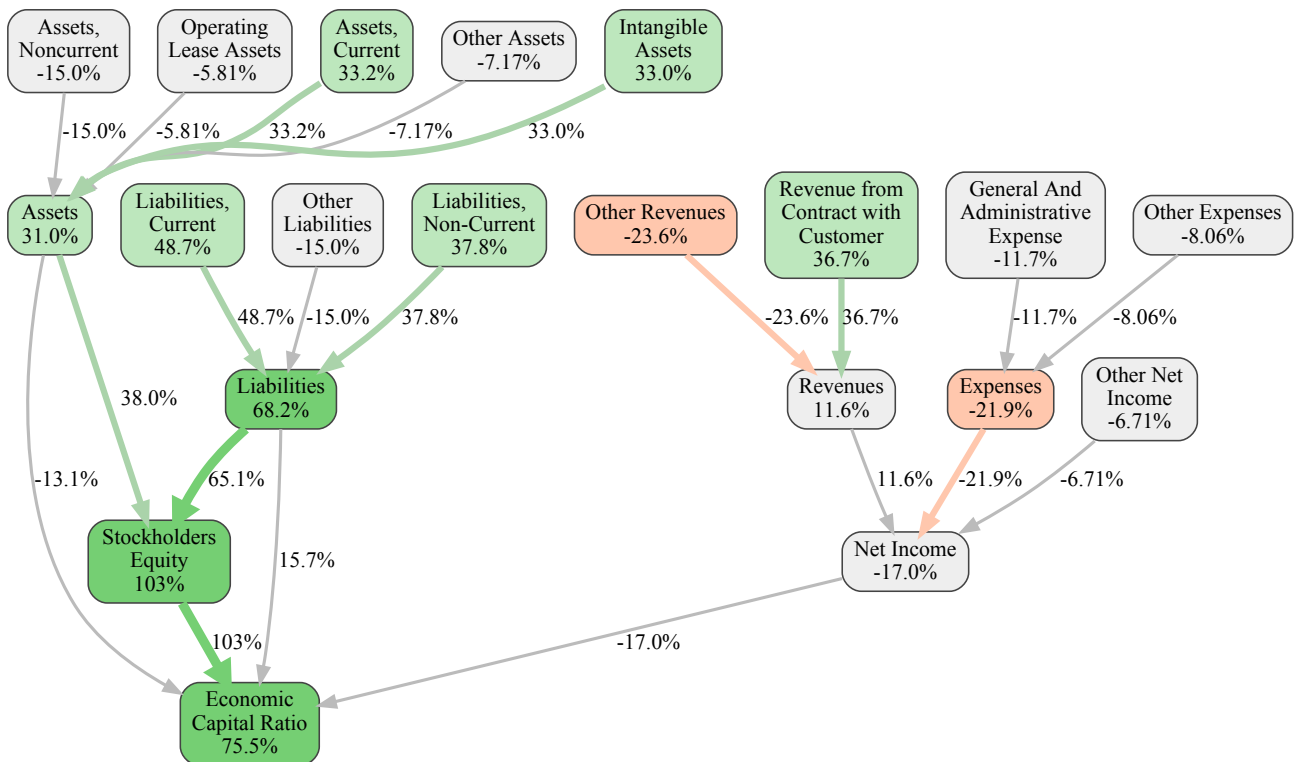 Assets,
Noncurrent
-15.0%
Operating
Lease Assets
-5.81%
Assets,
Current
33.2%
Other Assets
-7.17%
Intangible
Assets
33.0%
-15.0%
-5.81%
33.2%
-7.17%
33.0%
Assets
31.0%
Liabilities,
Current
48.7%
Other
Liabilities
-15.0%
Liabilities,
Non-Current
37.8%
Other Revenues
-23.6%
Revenue from
Contract with
Customer
36.7%
General And
Administrative
Expense
-11.7%
Other Expenses
-8.06%
48.7%
-15.0%
37.8%
-23.6%
36.7%
-11.7%
-8.06%
38.0%
Liabilities
68.2%
Revenues
11.6%
Expenses
-21.9%
Other Net
Income
-6.71%
-13.1%
65.1%
11.6%
-21.9%
-6.71%
Stockholders
Equity
103%
15.7%
Net Income
-17.0%
103%
-17.0%
Economic
Capital Ratio
75.5%